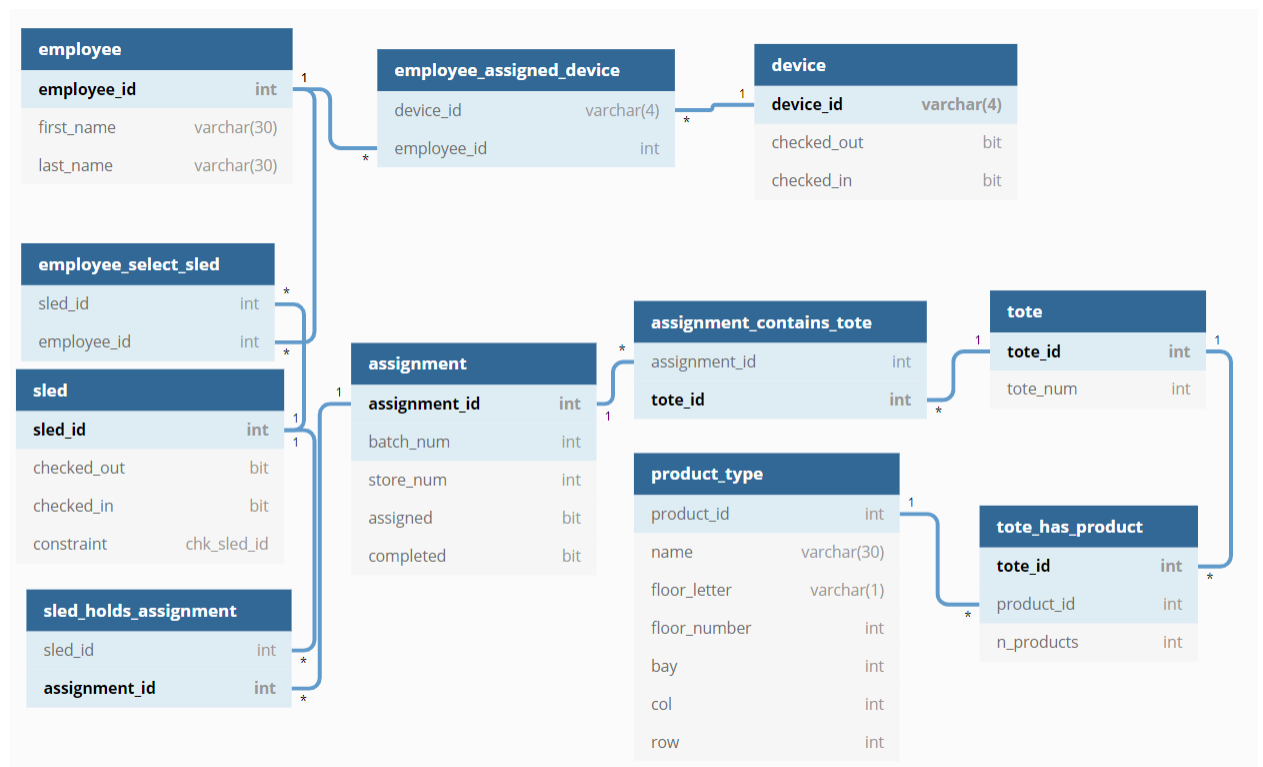 employee
employee_id int
first_name varchar(30)
last_name varchar(30)
1
*
employee_assigned_device
device_id varchar(4)
employee_id int
*
1
device
device_id varchar(4)
checked_out bit
checked_in bit
employee_select_sled
sled_id int
employee_id int
*
*
sled
sled_id int
checked_out bit
checked_in bit
constraint chk_sled_id
1
1
sled_holds_assignment
sled_id int
assignment_id int
*
*
1
assignment
assignment_id int
batch_num int
store_num int
assigned bit
completed bit
1
*
assignment_contains_tote
assignment_id int
tote_id int
*
1
tote
tote_id int
tote_num int
1
product_type
product_id int
name varchar(30)
floor_letter varchar(1)
floor_number int
bay int
col int
row int
1
*
tote_has_product
tote_id int
product_id int
n_products int
*